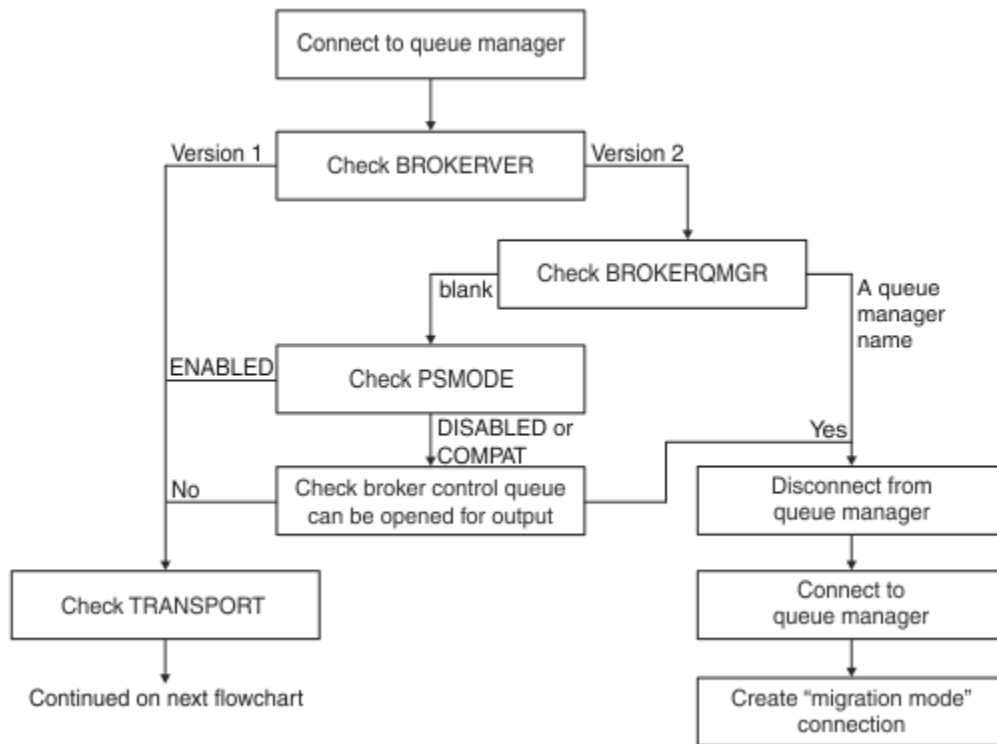 Connect to queue manager
Version 1
Check BROKERVER
Version 2
Check BROKERQMGR
blank
A queue
manager
name
ENABLED
Check PSMODE
DISABLED or
COMPAT
Yes
No
Check broker control queue
can be opened for output
Disconnect from
queue manager
Check TRANSPORT
Connect to
queue manager
Continued on next flowchart
Create “migration mode”
connection